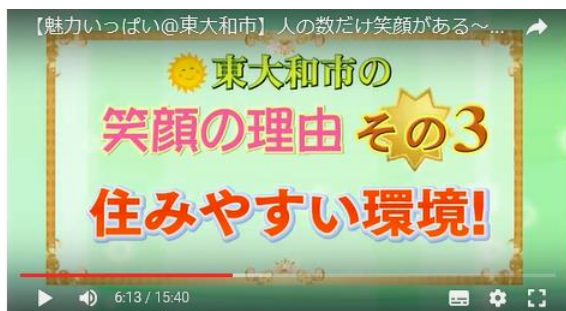 【魅力いっぱい@東大和市】人の数だけ笑顔がある～...
東大和市の
笑顔の理由 その3
住みやすい環境!
6:13 / 15:40